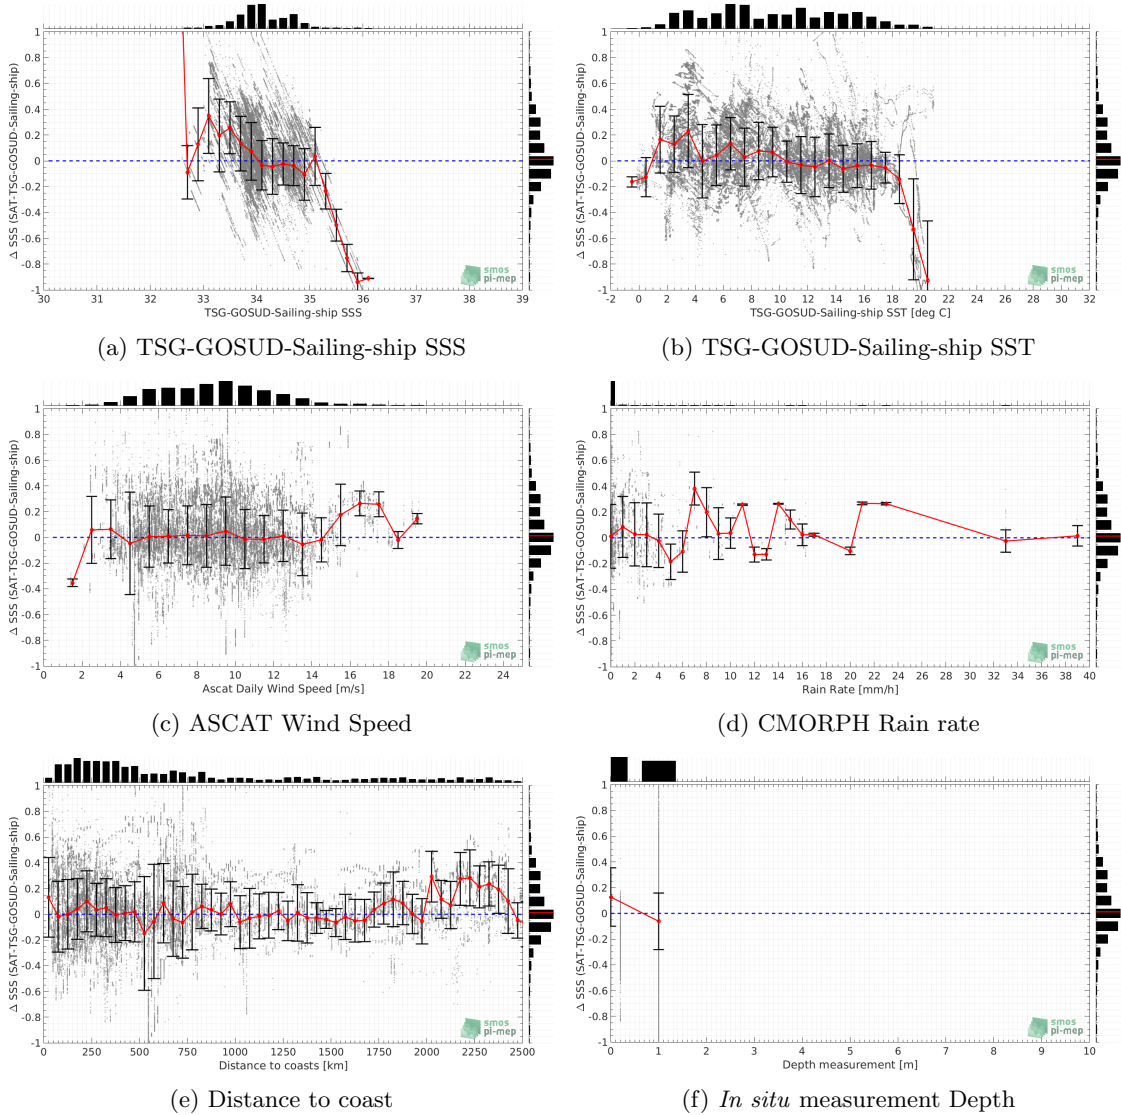 1
0.8
0.6
0.4
0.2
0
-0.2
-0.4
-0.6
-0.8
-1
Δ SSS (SAT-TSG-GOSUD-Sailing-ship)
30 31 32 33 34 35 36 37 38 39
TSG-GOSUD-Sailing-ship SSS
smos
pi-mep
(a) TSG-GOSUD-Sailing-ship SSS
1
0.8
0.6
0.4
0.2
0
-0.2
-0.4
-0.6
-0.8
-1
Δ SSS (SAT-TSG-GOSUD-Sailing-ship)
-2 0 2 4 6 8 10 12 14 16 18 20 22 24 26 28 30 32
TSG-GOSUD-Sailing-ship SST [deg C]
smos
pi-mep
(b) TSG-GOSUD-Sailing-ship SST
1
0.8
0.6
0.4
0.2
0
-0.2
-0.4
-0.6
-0.8
-1
Δ SSS (SAT-TSG-GOSUD-Sailing-ship)
0 2 4 6 8 10 12 14 16 18 20 22 24
Ascat Daily Wind Speed [m/s]
smos
pi-mep
(c) ASCAT Wind Speed
1
0.8
0.6
0.4
0.2
0
-0.2
-0.4
-0.6
-0.8
-1
Δ SSS (SAT-TSG-GOSUD-Sailing-ship)
0 2 4 6 8 10 12 14 16 18 20 22 24 26 28 30 32 34 36 38 40
Rain Rate [mm/h]
smos
pi-mep
(d) CMORPH Rain rate
1
0.8
0.6
0.4
0.2
0
-0.2
-0.4
-0.6
-0.8
-1
Δ SSS (SAT-TSG-GOSUD-Sailing-ship)
0 250 500 750 1000 1250 1500 1750 2000 2250 2500
Distance to coasts [km]
smos
pi-mep
(e) Distance to coast
1
0.8
0.6
0.4
0.2
0
-0.2
-0.4
-0.6
-0.8
-1
Δ SSS (SAT-TSG-GOSUD-Sailing-ship)
0 1 2 3 4 5 6 7 8 9 10
Depth measurement [m]
smos
pi-mep
(f) In situ measurement Depth